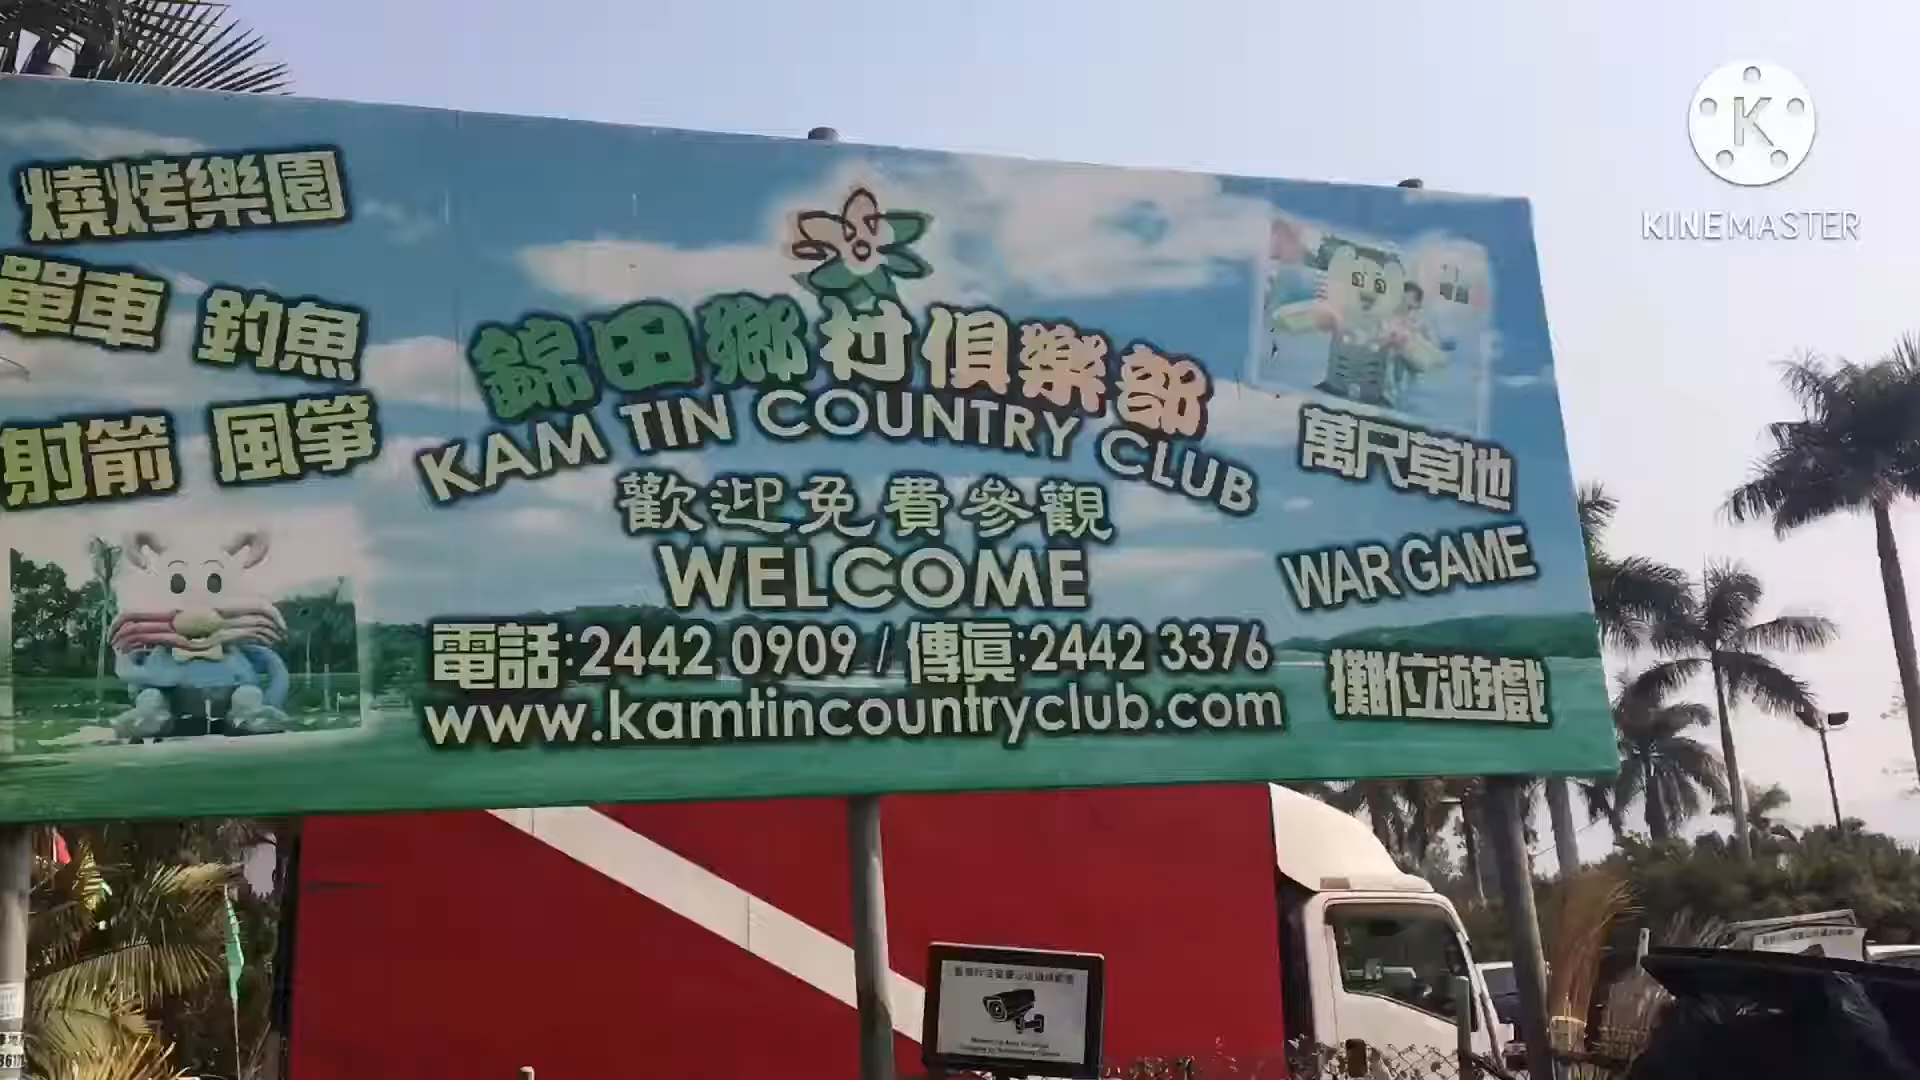 燒烤樂園
單車 釣魚
射箭 風箏
錦田鄉村俱樂部
KAM TIN COUNTRY CLUB
歡迎免費參觀
WELCOME
電話:2442 0909 / 傳真:2442 3376
www.kamtincountryclub.com
萬尺草地
WAR GAME
攤位遊戲
K
KINEMASTER